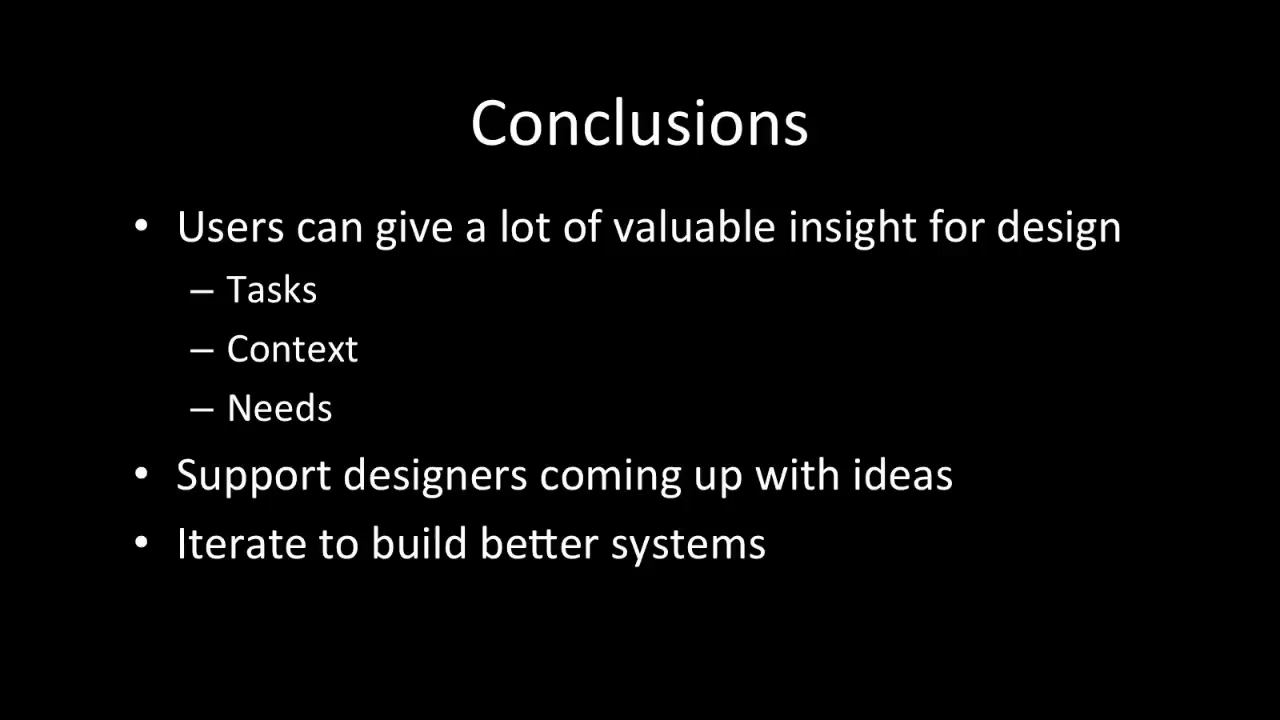 Conclusions
• Users can give a lot of valuable insight for design
– Tasks
– Context
– Needs
• Support designers coming up with ideas
• Iterate to build better systems